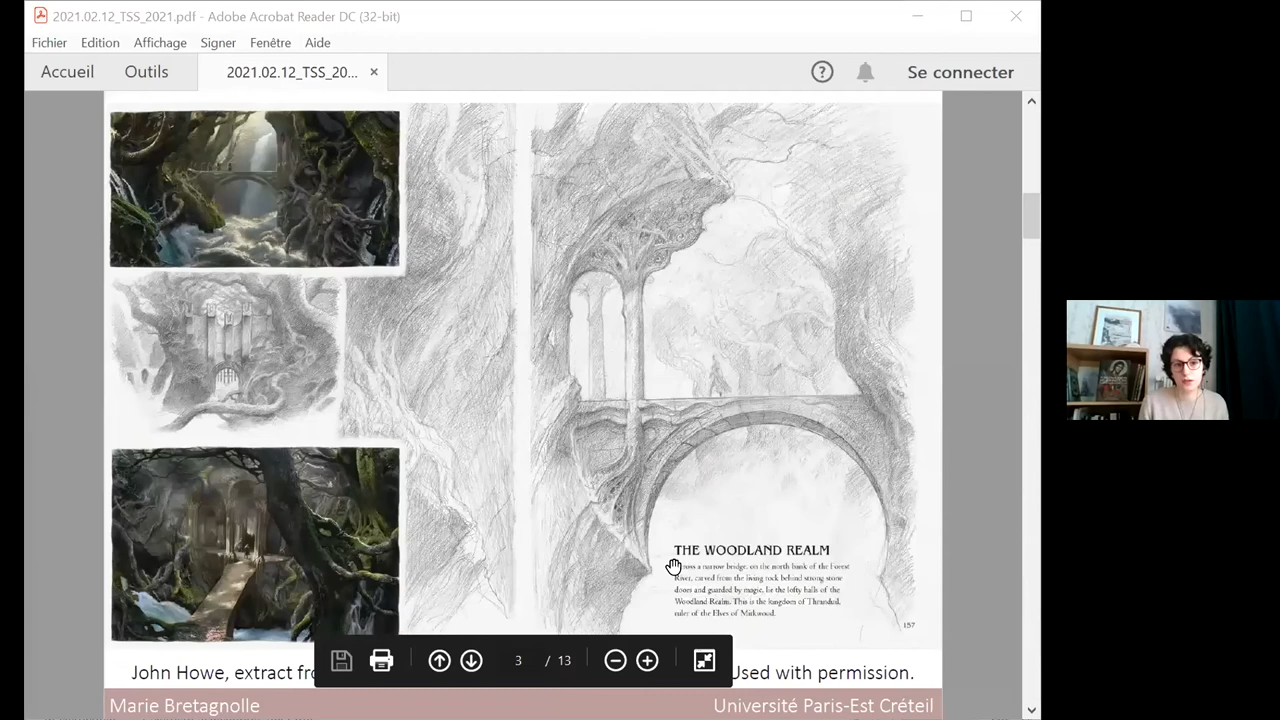 2021.02.12_TSS_2021.pdf - Adobe Acrobat Reader DC (32-bit)
Fichier Edition Affichage Signer Fenêtre Aide
Accueil Outils 2021.02.12_TSS_20... × Se connecter
THE WOODLAND REALM
a narrow bridge, on the north bank of the Forest
River, carved from the living rock behind strong stone
doors and guarded by magic, lie the lofty halls of the
Woodland Realm. This is the kingdom of Thranduil,
ruler of the Elves of Mirkwood.
157
3 / 13
John Howe, extract Used with permission.
Marie Bretagnolle Université Paris-Est Créteil